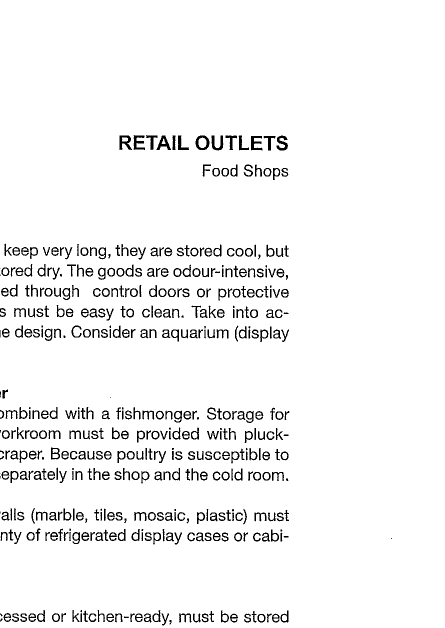 RETAIL OUTLETS
Food Shops
keep very long, they are stored cool, but
ored dry. The goods are odour-intensive,
ed through control doors or protective
s must be easy to clean. Take into ac-
e design. Consider an aquarium (display
er
ombined with a fishmonger. Storage for
orkroom must be provided with pluck-
craper. Because poultry is susceptible to
eparately in the shop and the cold room.
alls (marble, tiles, mosaic, plastic) must
nty of refrigerated display cases or cabi-
cessed or kitchen-ready, must be stored